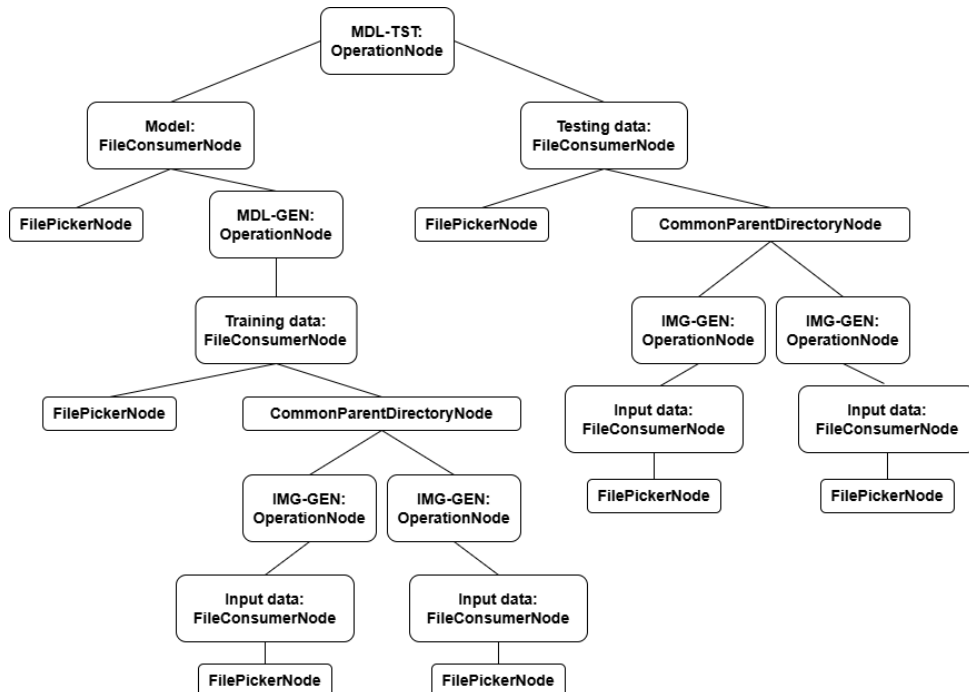 MDL-TST:
OperationNode
Model:
FileConsumerNode
Testing data:
FileConsumerNode
FilePickerNode
MDL-GEN:
OperationNode
FilePickerNode
CommonParentDirectoryNode
Training data:
FileConsumerNode
IMG-GEN:
OperationNode
IMG-GEN:
OperationNode
FilePickerNode
CommonParentDirectoryNode
Input data:
FileConsumerNode
Input data:
FileConsumerNode
IMG-GEN:
OperationNode
IMG-GEN:
OperationNode
FilePickerNode
FilePickerNode
Input data:
FileConsumerNode
Input data:
FileConsumerNode
FilePickerNode
FilePickerNode